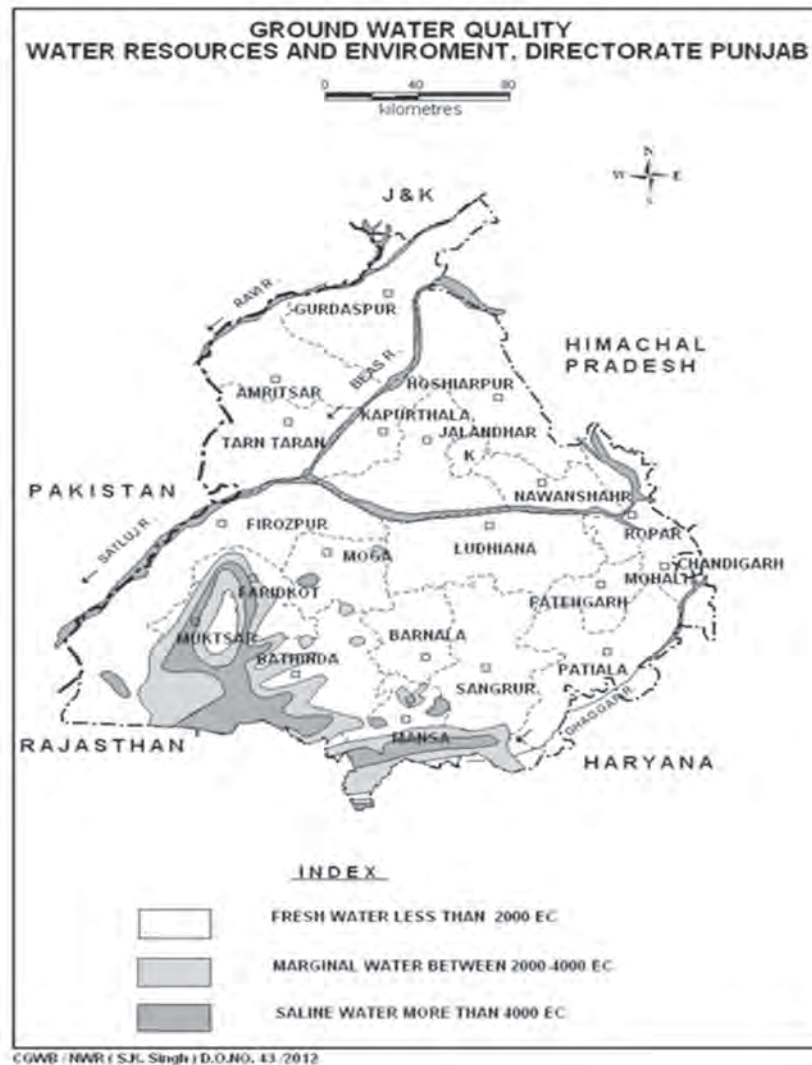 GROUND WATER QUALITY
WATER RESOURCES AND ENVIROMENT, DIRECTORATE PUNJAB
0 40 80
kilometres
N
W E
S
J & K
RAVI R.
GURDASPUR
HIMACHAL
PRADESH
BEAS R.
HOSHIARPUR
AMRITSAR
KAPURTHALA
TARN TARAN
JALANDHAR
K
PAKISTAN
NAWANSHAHR
SATLUJ R.
FIROZPUR
LUDHIANA
ROPAR
MOGA
CHANDIGARH
MOHALI
FARIDKOT
FATEHGARH
MUKTSAR
BARNALA
BATHINDA
PATIALA
SANGRUR
GHAGGAR R.
MANSA
RAJASTHAN
HARYANA
INDEX
FRESH WATER LESS THAN 2000 EC
MARGINAL WATER BETWEEN 2000-4000 EC
SALINE WATER MORE THAN 4000 EC
CGWB / NWR ( S.K. Singh ) D.O.NO. 43 /2012